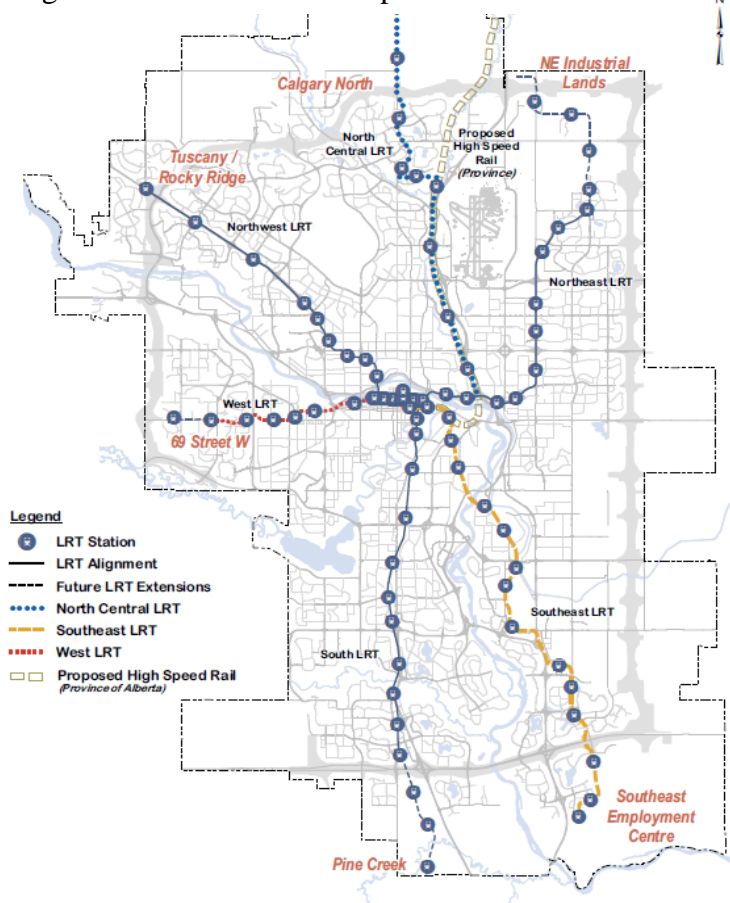 N
NE Industrial
Lands
Calgary North
North
Central LRT
Proposed
High Speed
Rail
(Province)
Tuscany /
Rocky Ridge
Northwest LRT
Northeast LRT
West LRT
69 Street W
Legend
LRT Station
LRT Alignment
Future LRT Extensions
North Central LRT
Southeast LRT
West LRT
Proposed High Speed Rail
(Province of Alberta)
Southeast LRT
South LRT
Southeast
Employment
Centre
Pine Creek